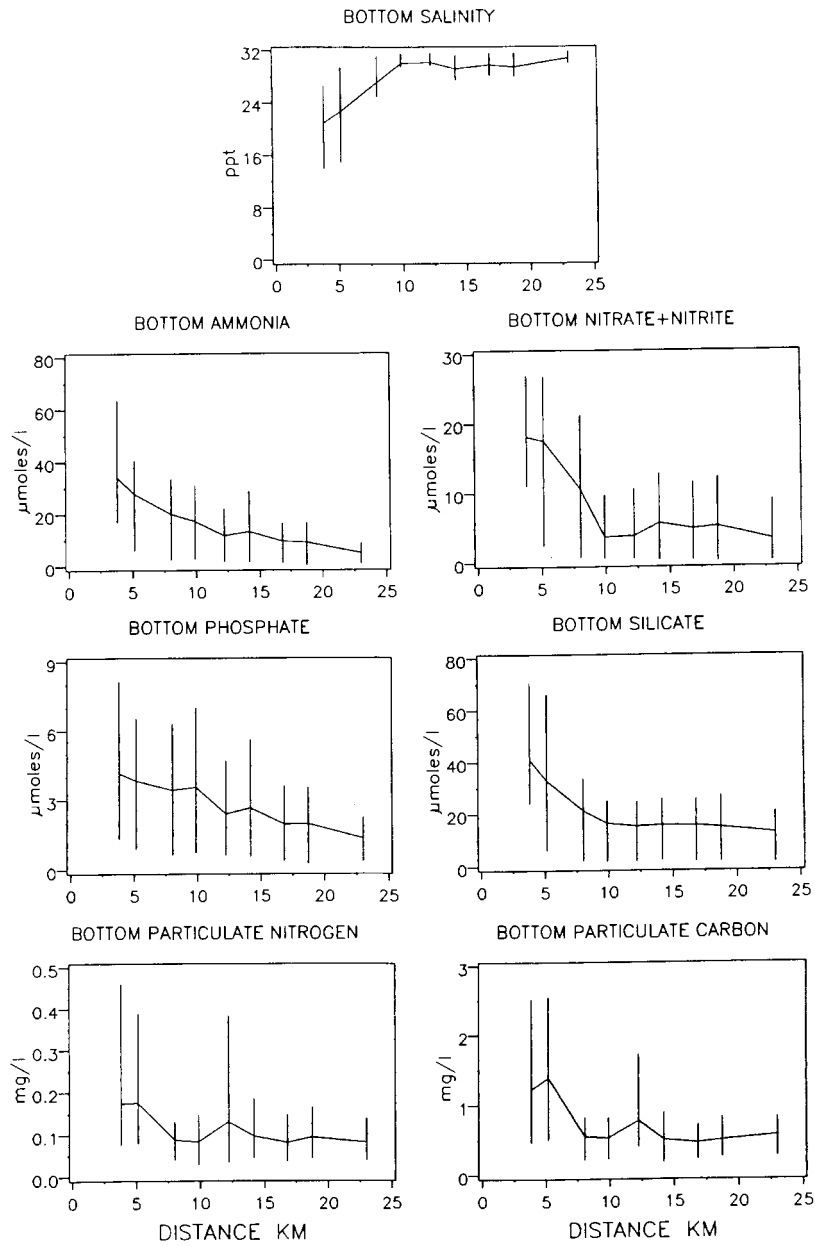 BOTTOM SALINITY
32
24
16
8
0
ppt
0 5 10 15 20 25
BOTTOM AMMONIA
80
60
40
20
0
μmoles/l
0 5 10 15 20 25
BOTTOM NITRATE+NITRITE
30
20
10
0
μmoles/l
0 5 10 15 20 25
BOTTOM PHOSPHATE
9
6
3
0
μmoles/l
0 5 10 15 20 25
BOTTOM SILICATE
80
60
40
20
0
μmoles/l
0 5 10 15 20 25
BOTTOM PARTICULATE NITROGEN
0.5
0.4
0.3
0.2
0.1
0.0
mg/l
0 5 10 15 20 25
DISTANCE KM
BOTTOM PARTICULATE CARBON
3
2
1
0
mg/l
0 5 10 15 20 25
DISTANCE KM